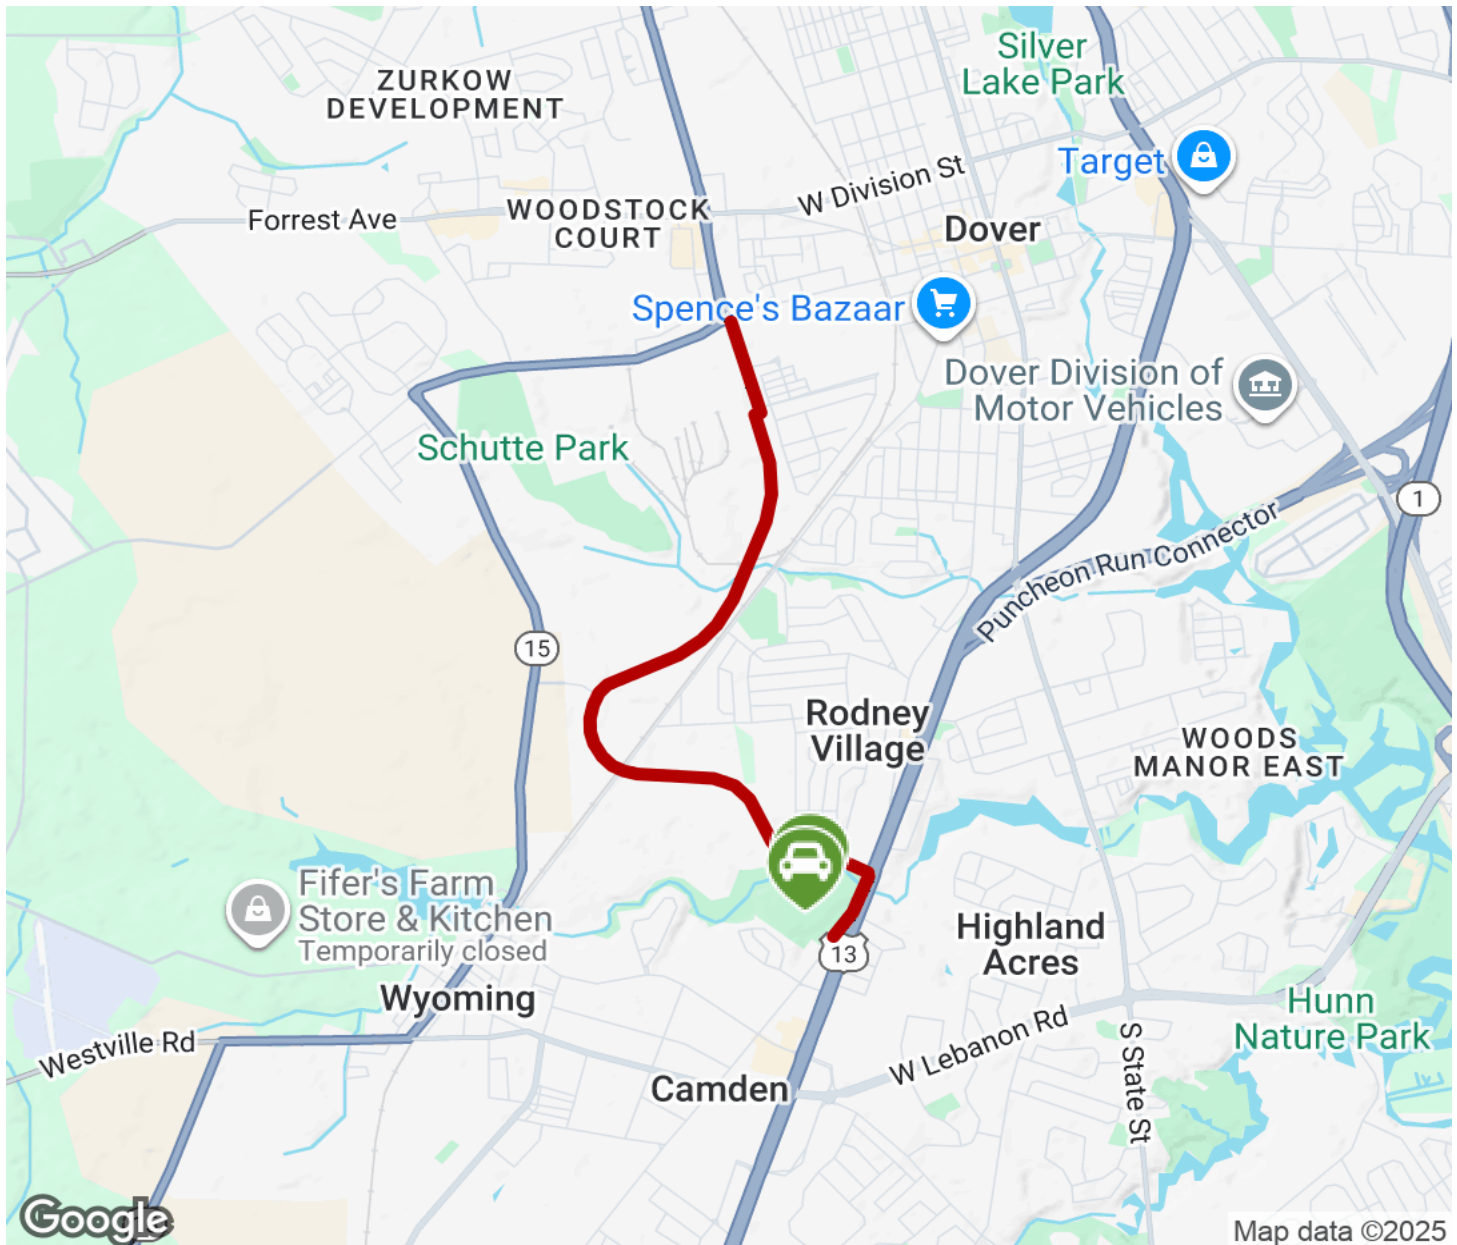 Silver
Lake Park
ZURKOW
DEVELOPMENT
Target
W Division St
Forrest Ave
WOODSTOCK
COURT
Dover
Spence's Bazaar
Dover Division of
Motor Vehicles
Schutte Park
1
Puncheon Run Connector
15
Rodney
Village
WOODS
MANOR EAST
Fifer's Farm
Store & Kitchen
Temporarily closed
Highland
Acres
13
Wyoming
Hunn
Nature Park
W Lebanon Rd
Westville Rd
S State St
Camden
Google
Map data ©2025